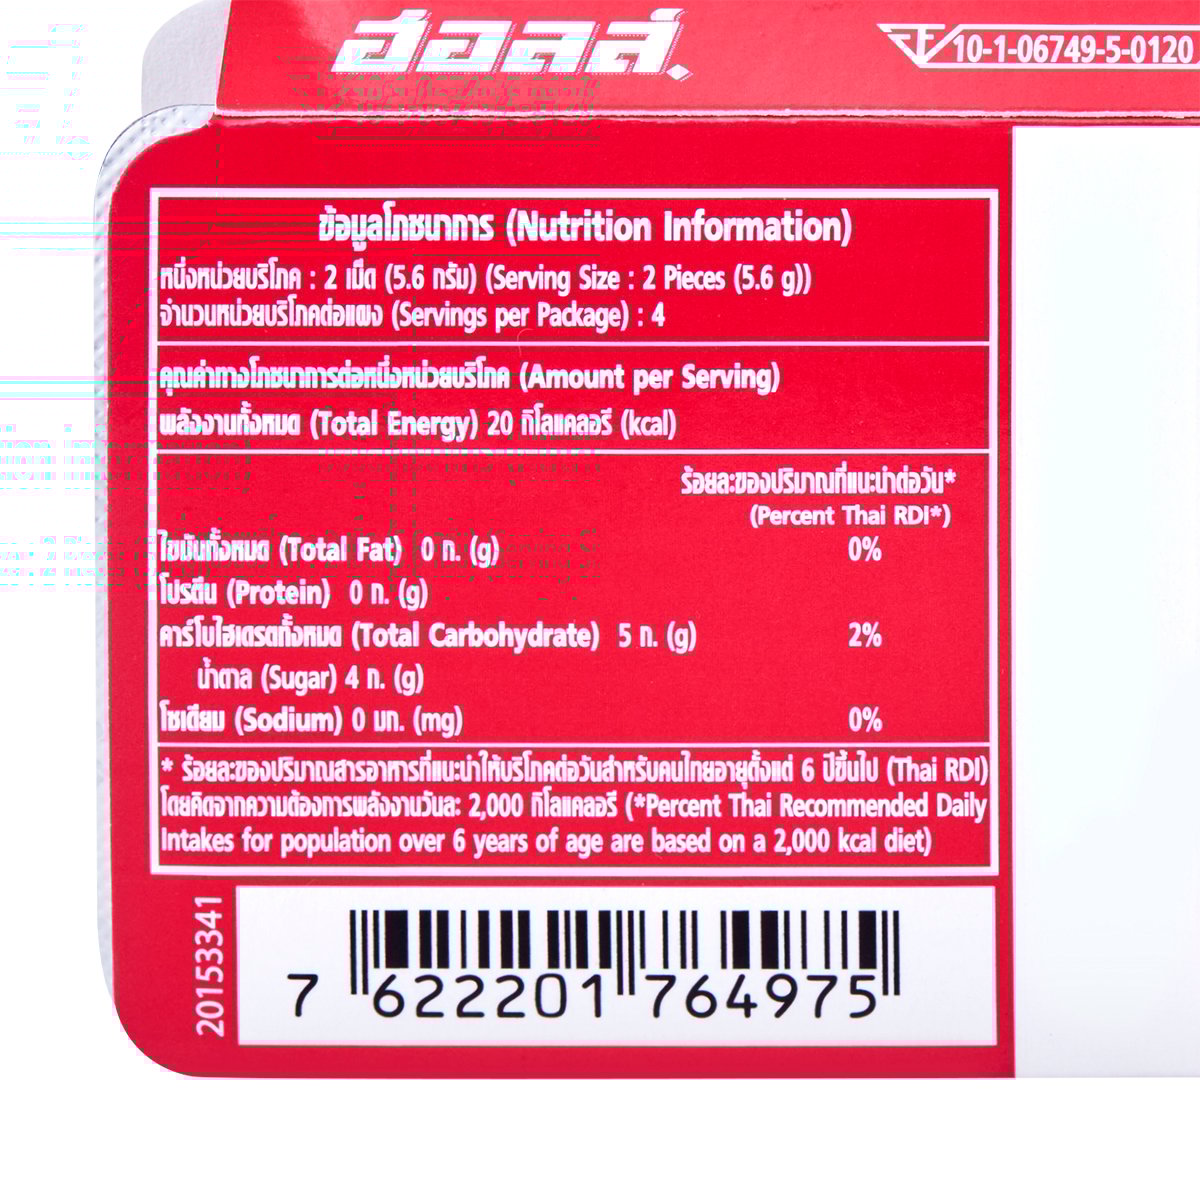 ฮอลล์.
10-1-06749-5-0120
ข้อมูลโภชนาการ (Nutrition Information)
หนึ่งหน่วยบริโภค : 2 เม็ด (5.6 กรัม) (Serving Size : 2 Pieces (5.6 g))
จำนวนหน่วยบริโภคต่อแผง (Servings per Package) : 4
คุณค่าทางโภชนาการต่อหนึ่งหน่วยบริโภค (Amount per Serving)
พลังงานทั้งหมด (Total Energy) 20 กิโลแคลอรี (kcal)
ร้อยละของปริมาณที่แนะนำต่อวัน*
(Percent Thai RDI*)
ไขมันทั้งหมด (Total Fat) 0 ก. (g) 0%
โปรตีน (Protein) 0 ก. (g)
คาร์โบไฮเดรตทั้งหมด (Total Carbohydrate) 5 ก. (g) 2%
น้ำตาล (Sugar) 4 ก. (g)
โซเดียม (Sodium) 0 มก. (mg) 0%
* ร้อยละของปริมาณสารอาหารที่แนะนำให้บริโภคต่อวันสำหรับคนไทยอายุตั้งแต่ 6 ปีขึ้นไป (Thai RDI)
โดยคิดจากความต้องการพลังงานวันละ 2,000 กิโลแคลอรี (*Percent Thai Recommended Daily
Intakes for population over 6 years of age are based on a 2,000 kcal diet)
20153341
7 622201 764975